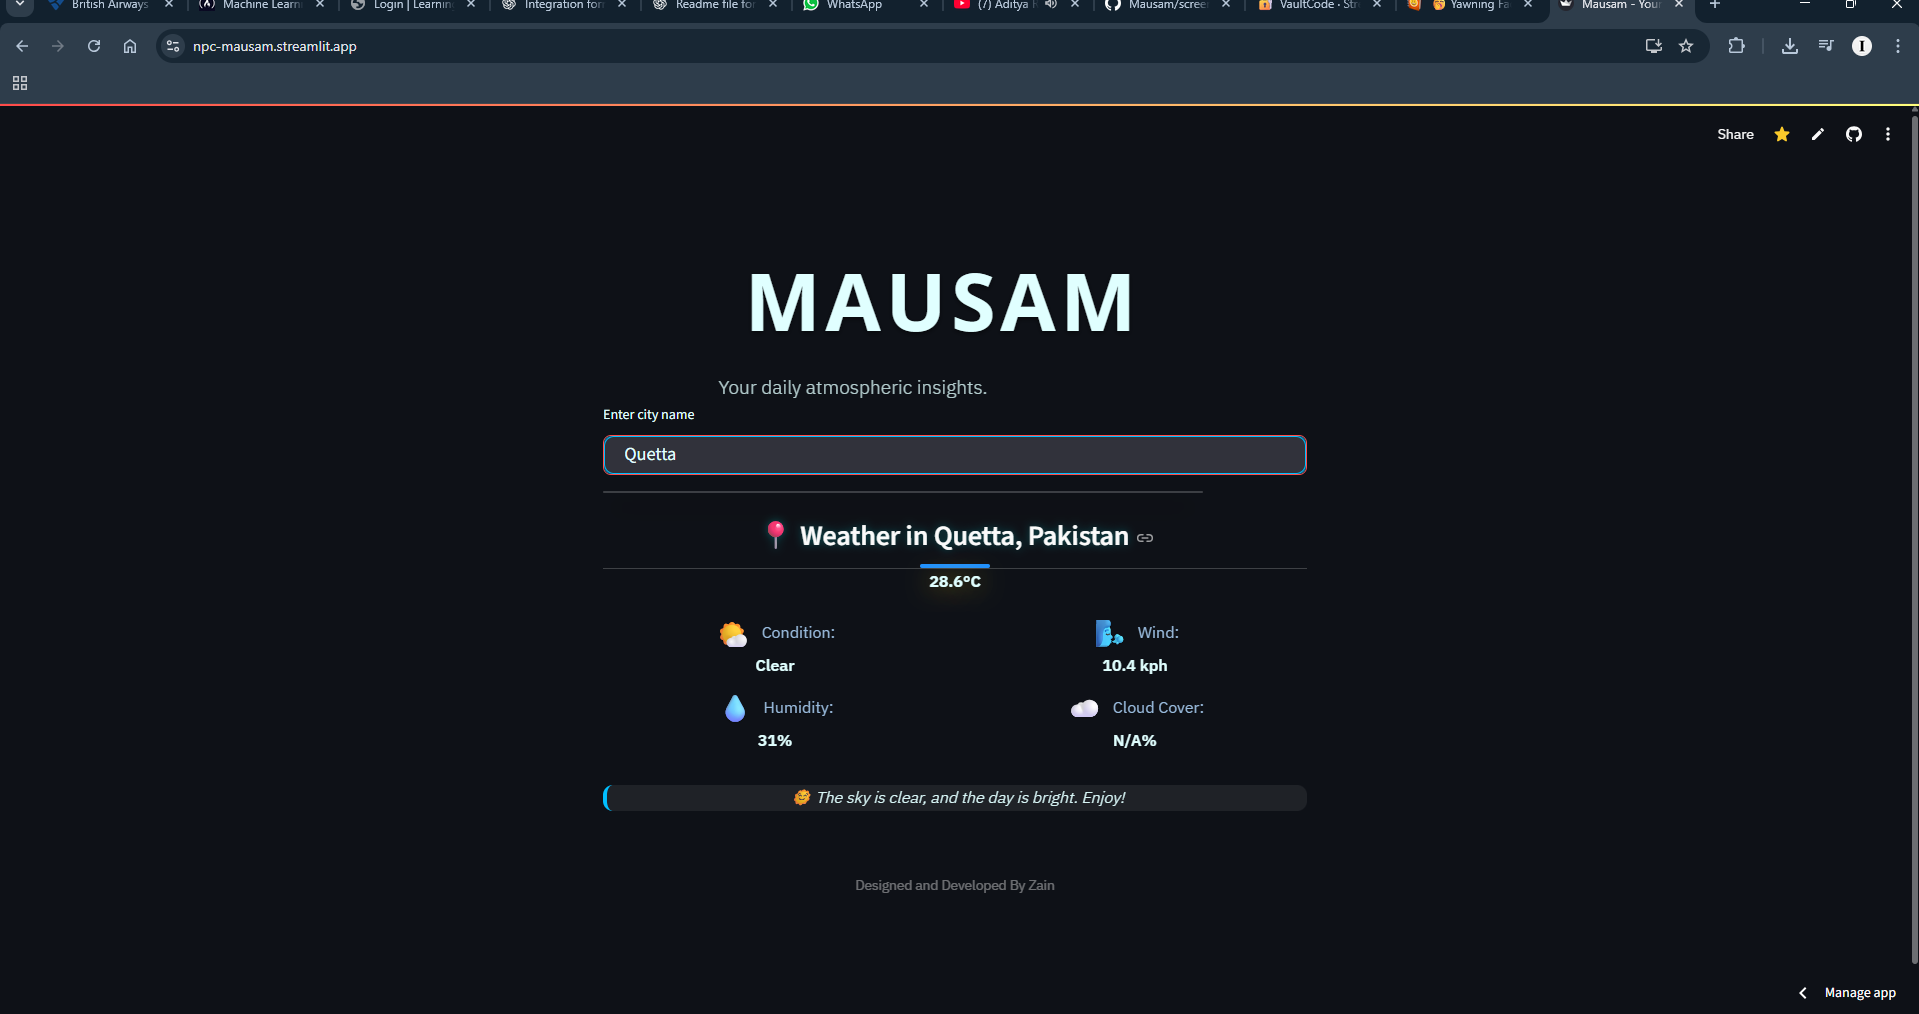 British Airways
Machine Learn
Login | Learnin
Integration for
Readme file for
WhatsApp
(7) Aditya
Mausam/scree
VaultCode · Str
Yawning Fa
Mausam - Your
npc-mausam.streamlit.app
I
Share
MAUSAM
Your daily atmospheric insights.
Enter city name
Quetta
Weather in Quetta, Pakistan
28.6°C
Condition:
Wind:
Clear
10.4 kph
Humidity:
Cloud Cover:
31%
N/A%
The sky is clear, and the day is bright. Enjoy!
Designed and Developed By Zain
Manage app